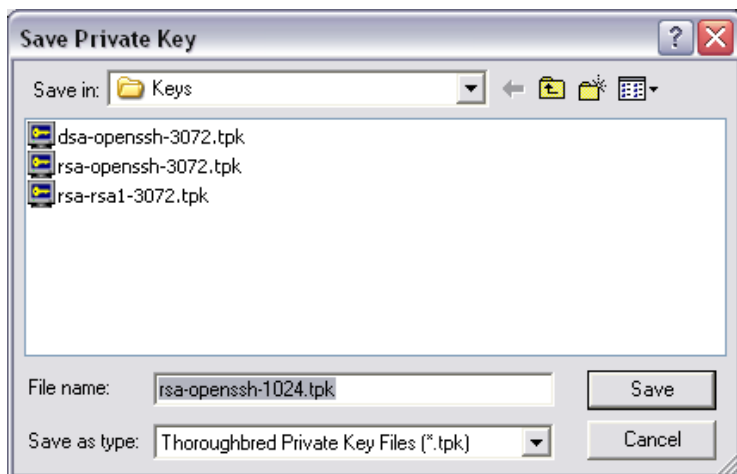 Save Private Key
Save in: Keys
dsa-openssh-3072.tpk
rsa-openssh-3072.tpk
rsa-rsa1-3072.tpk
File name: rsa-openssh-1024.tpk Save
Save as type: Thoroughbred Private Key Files (*.tpk) Cancel